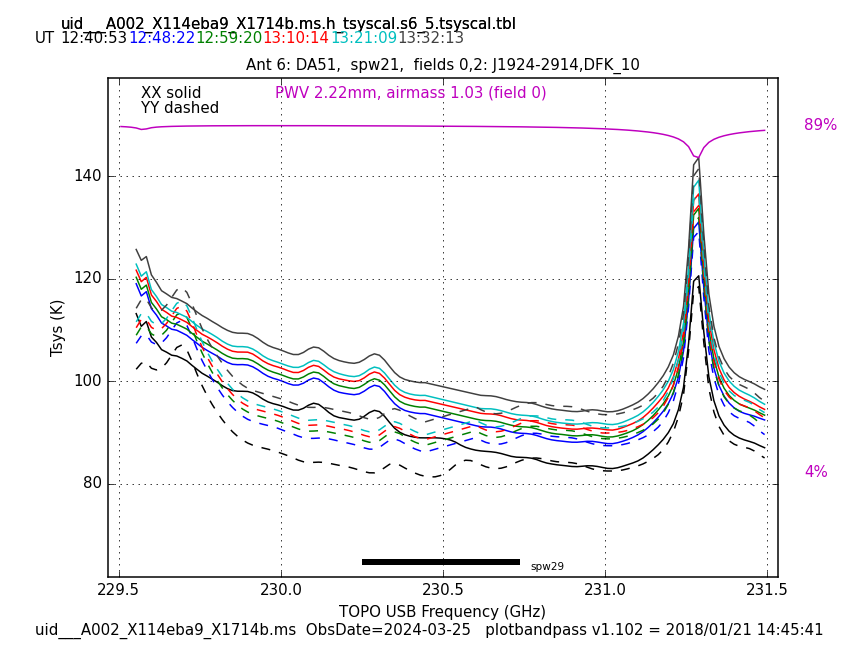 uid___A002_X114eba9_X1714b.ms.h_tsyscal.s6_5.tsyscal.tbl
UT 12:40:53 12:48:22 12:59:20 13:10:14 13:21:09 13:32:13
Ant 6: DA51, spw21, fields 0,2: J1924-2914,DFK_10
XX solid
YY dashed
PWV 2.22mm, airmass 1.03 (field 0)
89%
4%
140
120
100
80
Tsys (K)
spw29
229.5 230.0 230.5 231.0 231.5
TOPO USB Frequency (GHz)
uid___A002_X114eba9_X1714b.ms ObsDate=2024-03-25 plotbandpass v1.102 = 2018/01/21 14:45:41